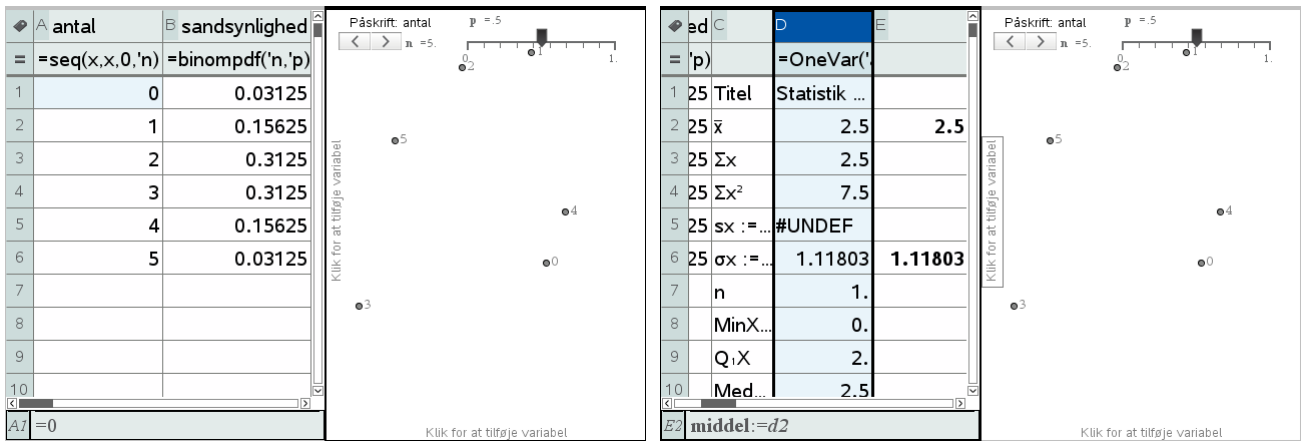 A antal B sandsynlighed
= =seq(x,x,0,'n) =binompdf('n,'p)
1 0 0.03125
2 1 0.15625
3 2 0.3125
4 3 0.3125
5 4 0.15625
6 5 0.03125
7
8
9
10
A1 =0
Påskrift: antal
n =5.
p =.5
0. 1.
1
2
5
4
0
3
Klik for at tilføje variabel
Klik for at tilføje variabel
ed C D E
= 'p) =OneVar('.
1 25 Titel Statistik ...
2 25 x̄ 2.5 2.5
3 25 Σx 2.5
4 25 Σx² 7.5
5 25 sx :=... #UNDEF
6 25 σx :=... 1.11803 1.11803
7 n 1.
8 MinX... 0.
9 Q₁X 2.
10 Med... 2.5
E2 middel:=d2
Påskrift: antal
n =5.
p =.5
0. 1.
1
2
5
4
0
3
Klik for at tilføje variabel
Klik for at tilføje variabel